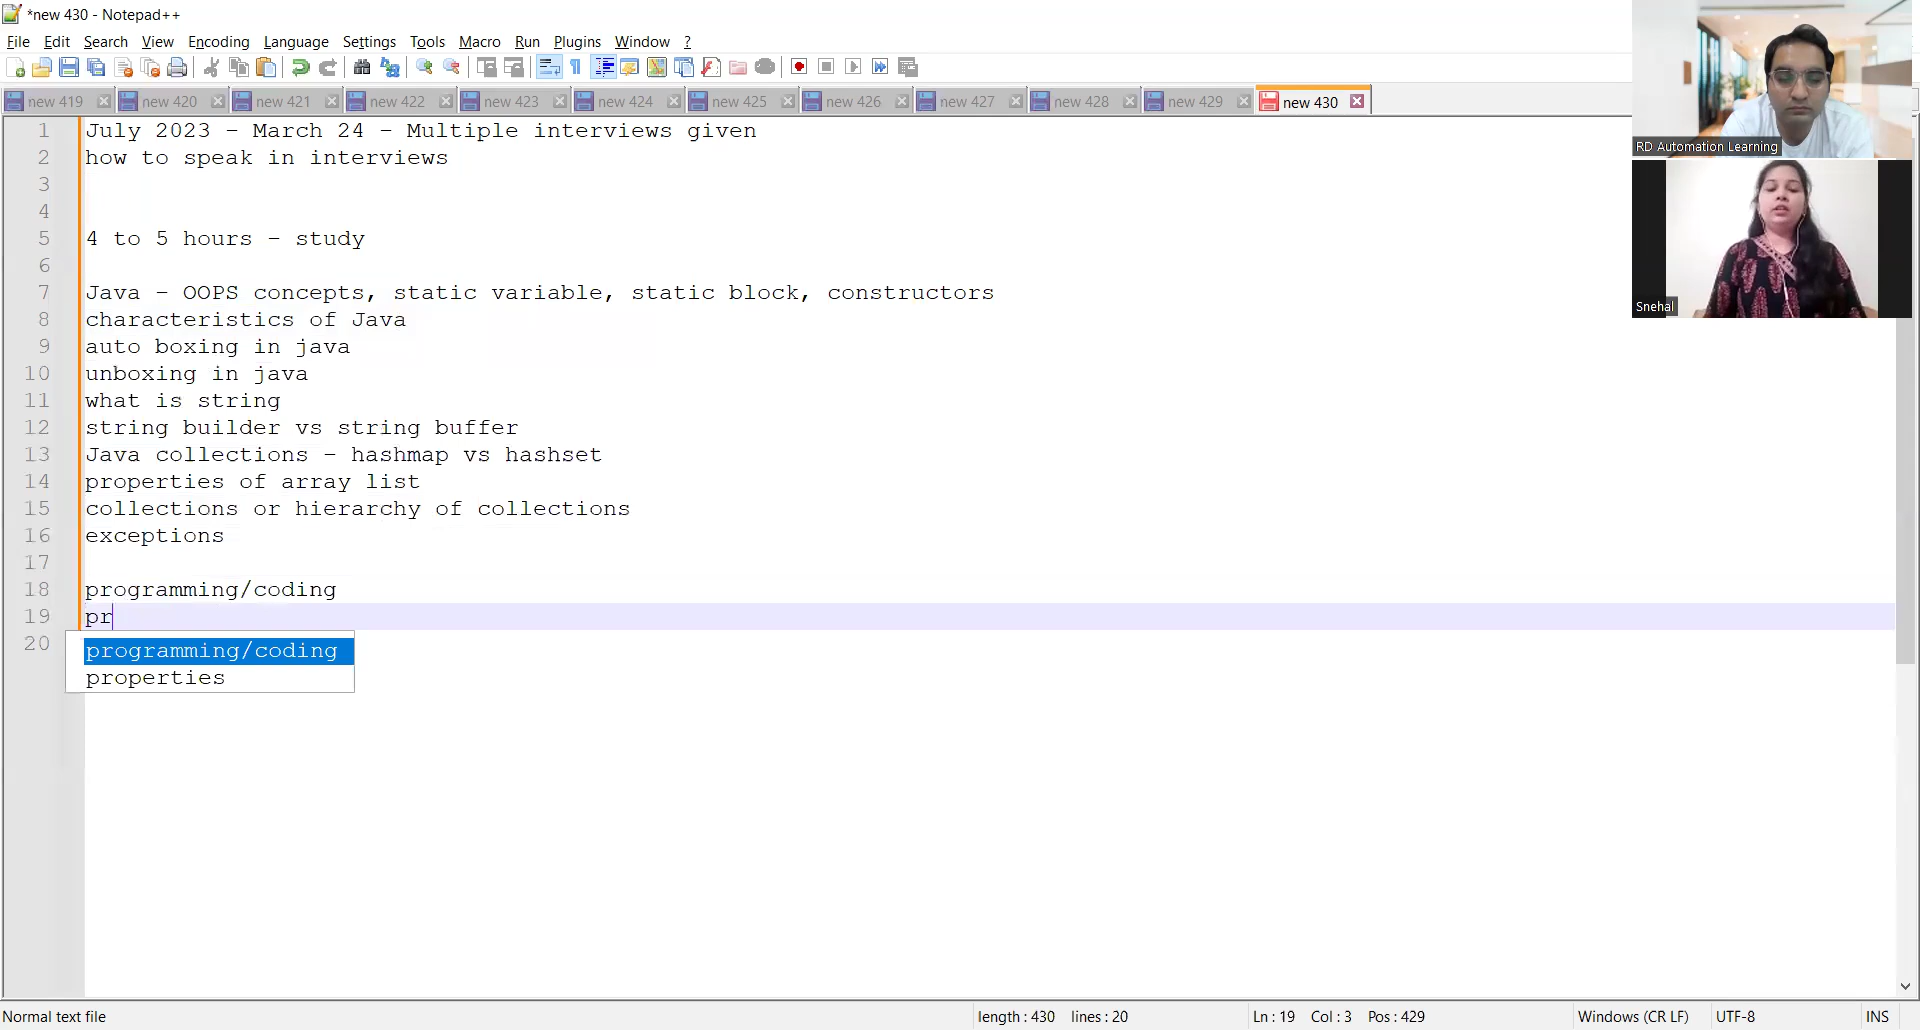 *new 430 - Notepad++
File Edit Search View Encoding Language Settings Tools Macro Run Plugins Window ?
new 419 new 420 new 421 new 422 new 423 new 424 new 425 new 426 new 427 new 428 new 429 new 430
1 July 2023 - March 24 - Multiple interviews given
2 how to speak in interviews
3
4
5 4 to 5 hours - study
6
7 Java - OOPS concepts, static variable, static block, constructors
8 characteristics of Java
9 auto boxing in java
10 unboxing in java
11 what is string
12 string builder vs string buffer
13 Java collections - hashmap vs hashset
14 properties of array list
15 collections or hierarchy of collections
16 exceptions
17
18 programming/coding
19 pr
20
programming/coding
properties
RD Automation Learning
Snehal
Normal text file length : 430 lines : 20 Ln : 19 Col : 3 Pos : 429 Windows (CR LF) UTF-8 INS